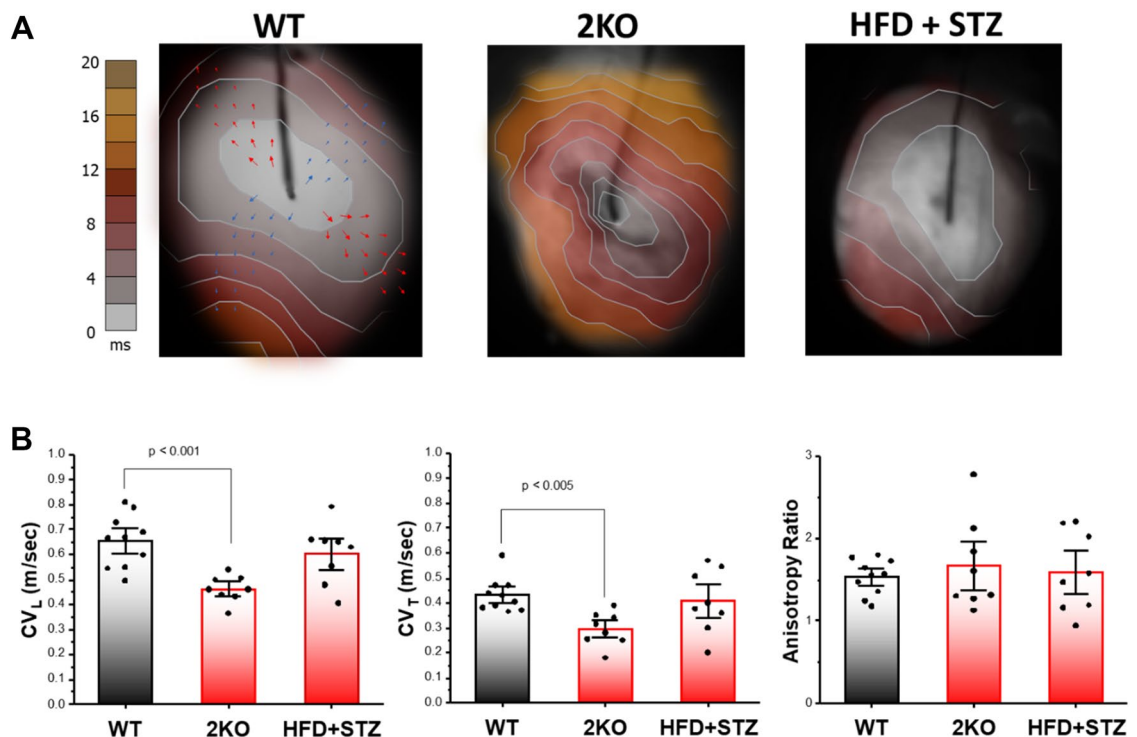 A
WT
2KO
HFD + STZ
20
16
12
8
4
0
ms
B
p < 0.001
1.0
0.9
0.8
0.7
0.6
0.5
0.4
0.3
0.2
0.1
0.0
CVL (m/sec)
WT
2KO
HFD+STZ
p < 0.005
1.0
0.9
0.8
0.7
0.6
0.5
0.4
0.3
0.2
0.1
0.0
CVT (m/sec)
WT
2KO
HFD+STZ
3
2
1
0
Anisotropy Ratio
WT
2KO
HFD+STZ